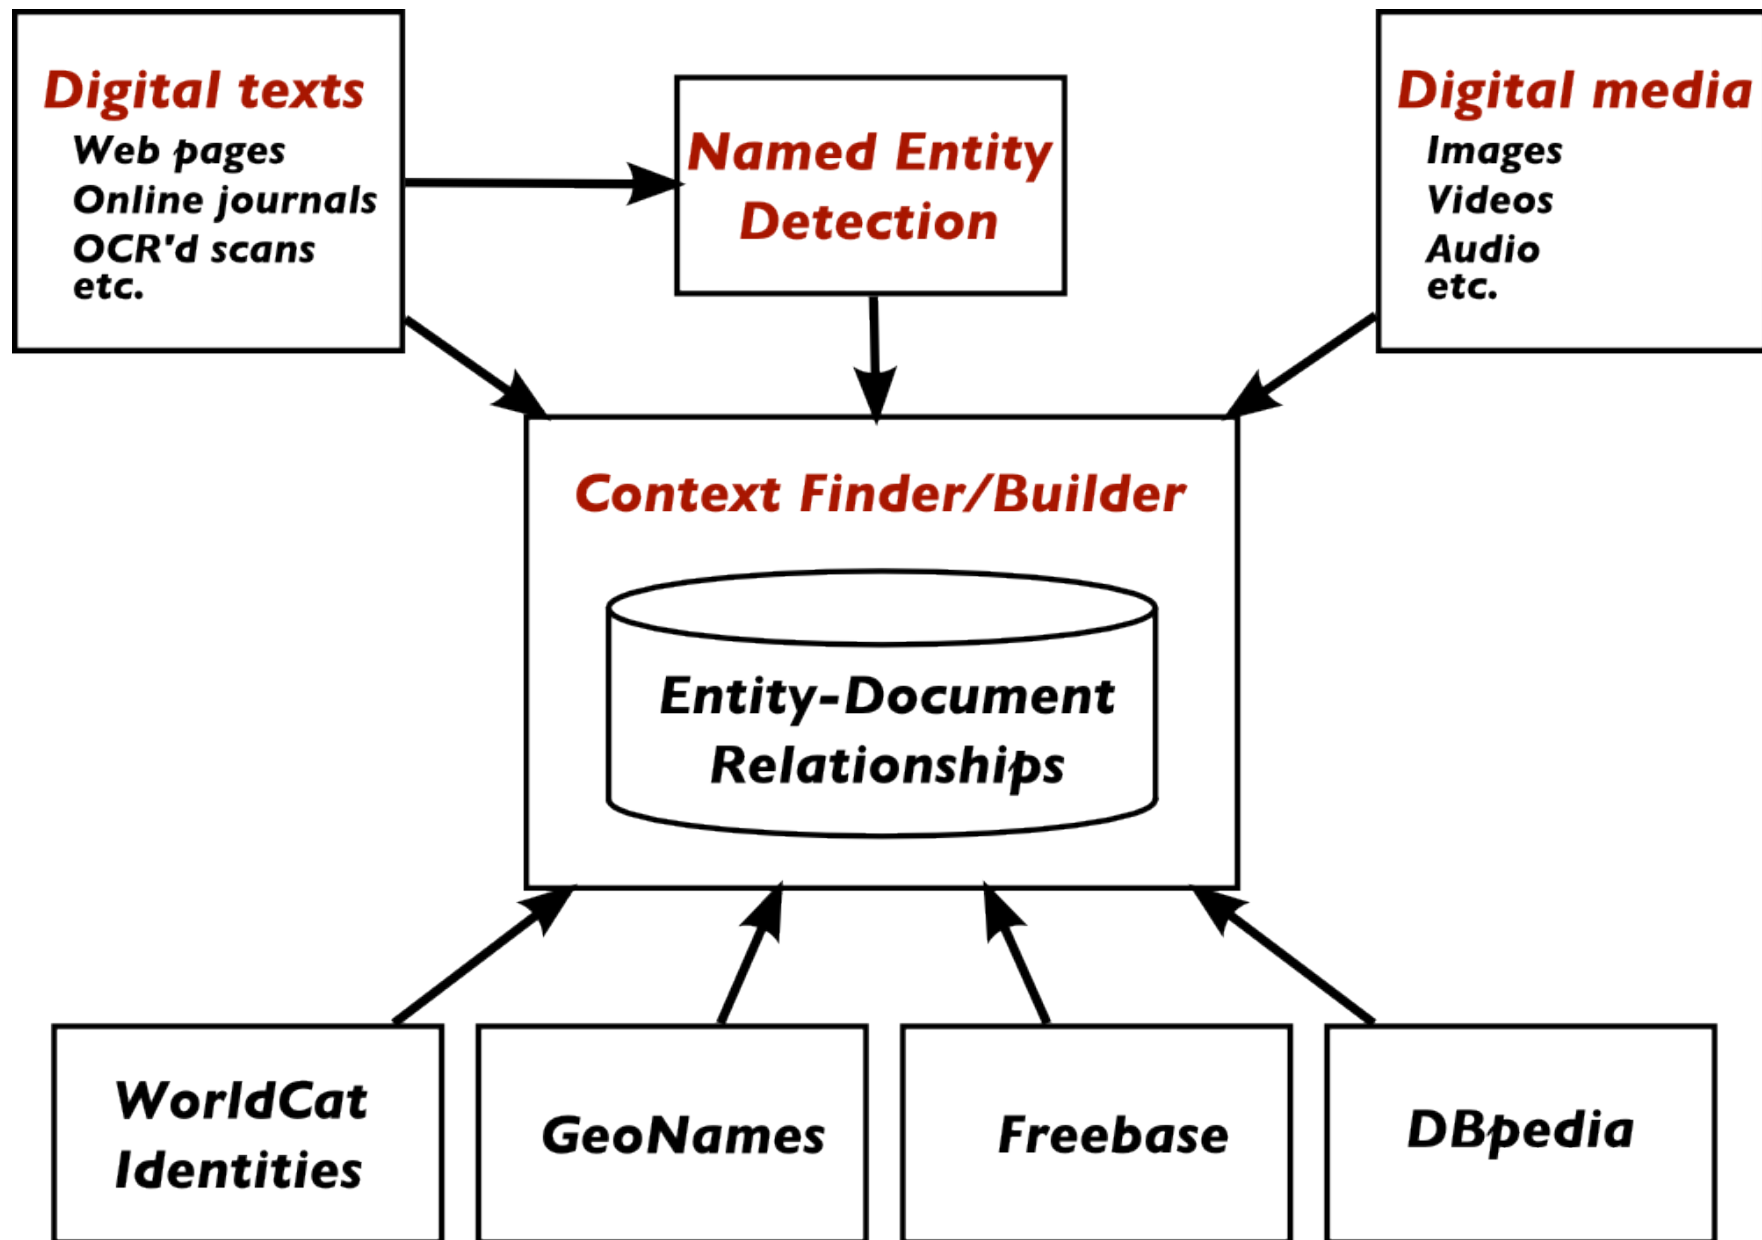 Digital texts
Web pages
Online journals
OCR'd scans
etc.
Named Entity
Detection
Digital media
Images
Videos
Audio
etc.
Context Finder/Builder
Entity-Document
Relationships
WorldCat
Identities
GeoNames
Freebase
DBpedia